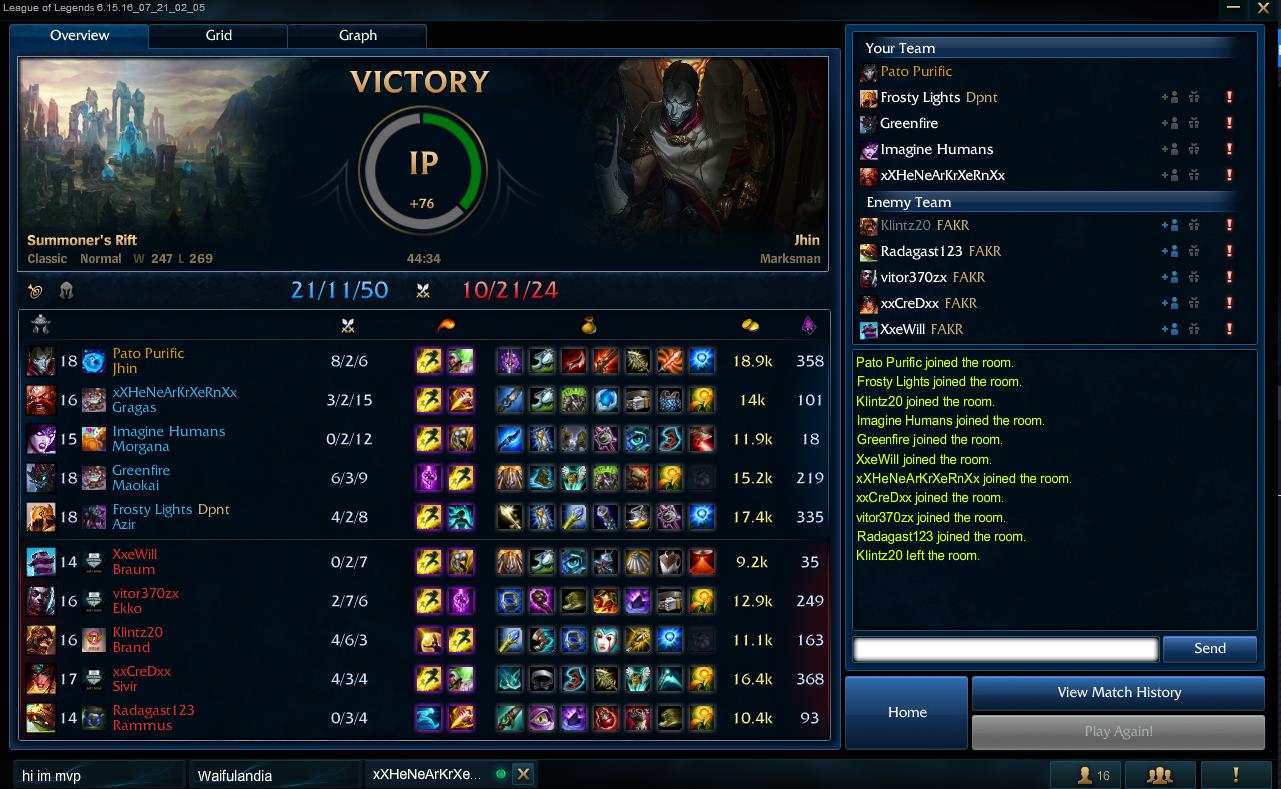 League of Legends 6.15.16_07_21_02_05
Overview
Grid
Graph
VICTORY
IP
+76
Summoner's Rift
Classic Normal W 247 L 269
44:34
Jhin
Marksman
21/11/50
10/21/24
18 Pato Purific 8/2/6 18.9k 358
Jhin
16 xXHeNeArKrXeRnXx 3/2/15 14k 101
Gragas
15 Imagine Humans 0/2/12 11.9k 18
Morgana
18 Greenfire 6/3/9 15.2k 219
Maokai
18 Frosty Lights Dpnt 4/2/8 17.4k 335
Azir
14 XxeWill 0/2/7 9.2k 35
Braum
16 vitor370zx 2/7/6 12.9k 249
Ekko
16 Klintz20 4/6/3 11.1k 163
Brand
17 xxCreDxx 4/3/4 16.4k 368
Sivir
14 Radagast123 0/3/4 10.4k 93
Rammus
Your Team
Pato Purific
Frosty Lights Dpnt
Greenfire
Imagine Humans
xXHeNeArKrXeRnXx
Enemy Team
Klintz20 FAKR
Radagast123 FAKR
vitor370zx FAKR
xxCreDxx FAKR
XxeWill FAKR
Pato Purific joined the room.
Frosty Lights joined the room.
Klintz20 joined the room.
Imagine Humans joined the room.
Greenfire joined the room.
XxeWill joined the room.
xXHeNeArKrXeRnXx joined the room.
xxCreDxx joined the room.
vitor370zx joined the room.
Radagast123 joined the room.
Klintz20 left the room.
Send
Home
View Match History
Play Again!
hi im mvp
Waifulandia
xXHeNeArKrXe...
16